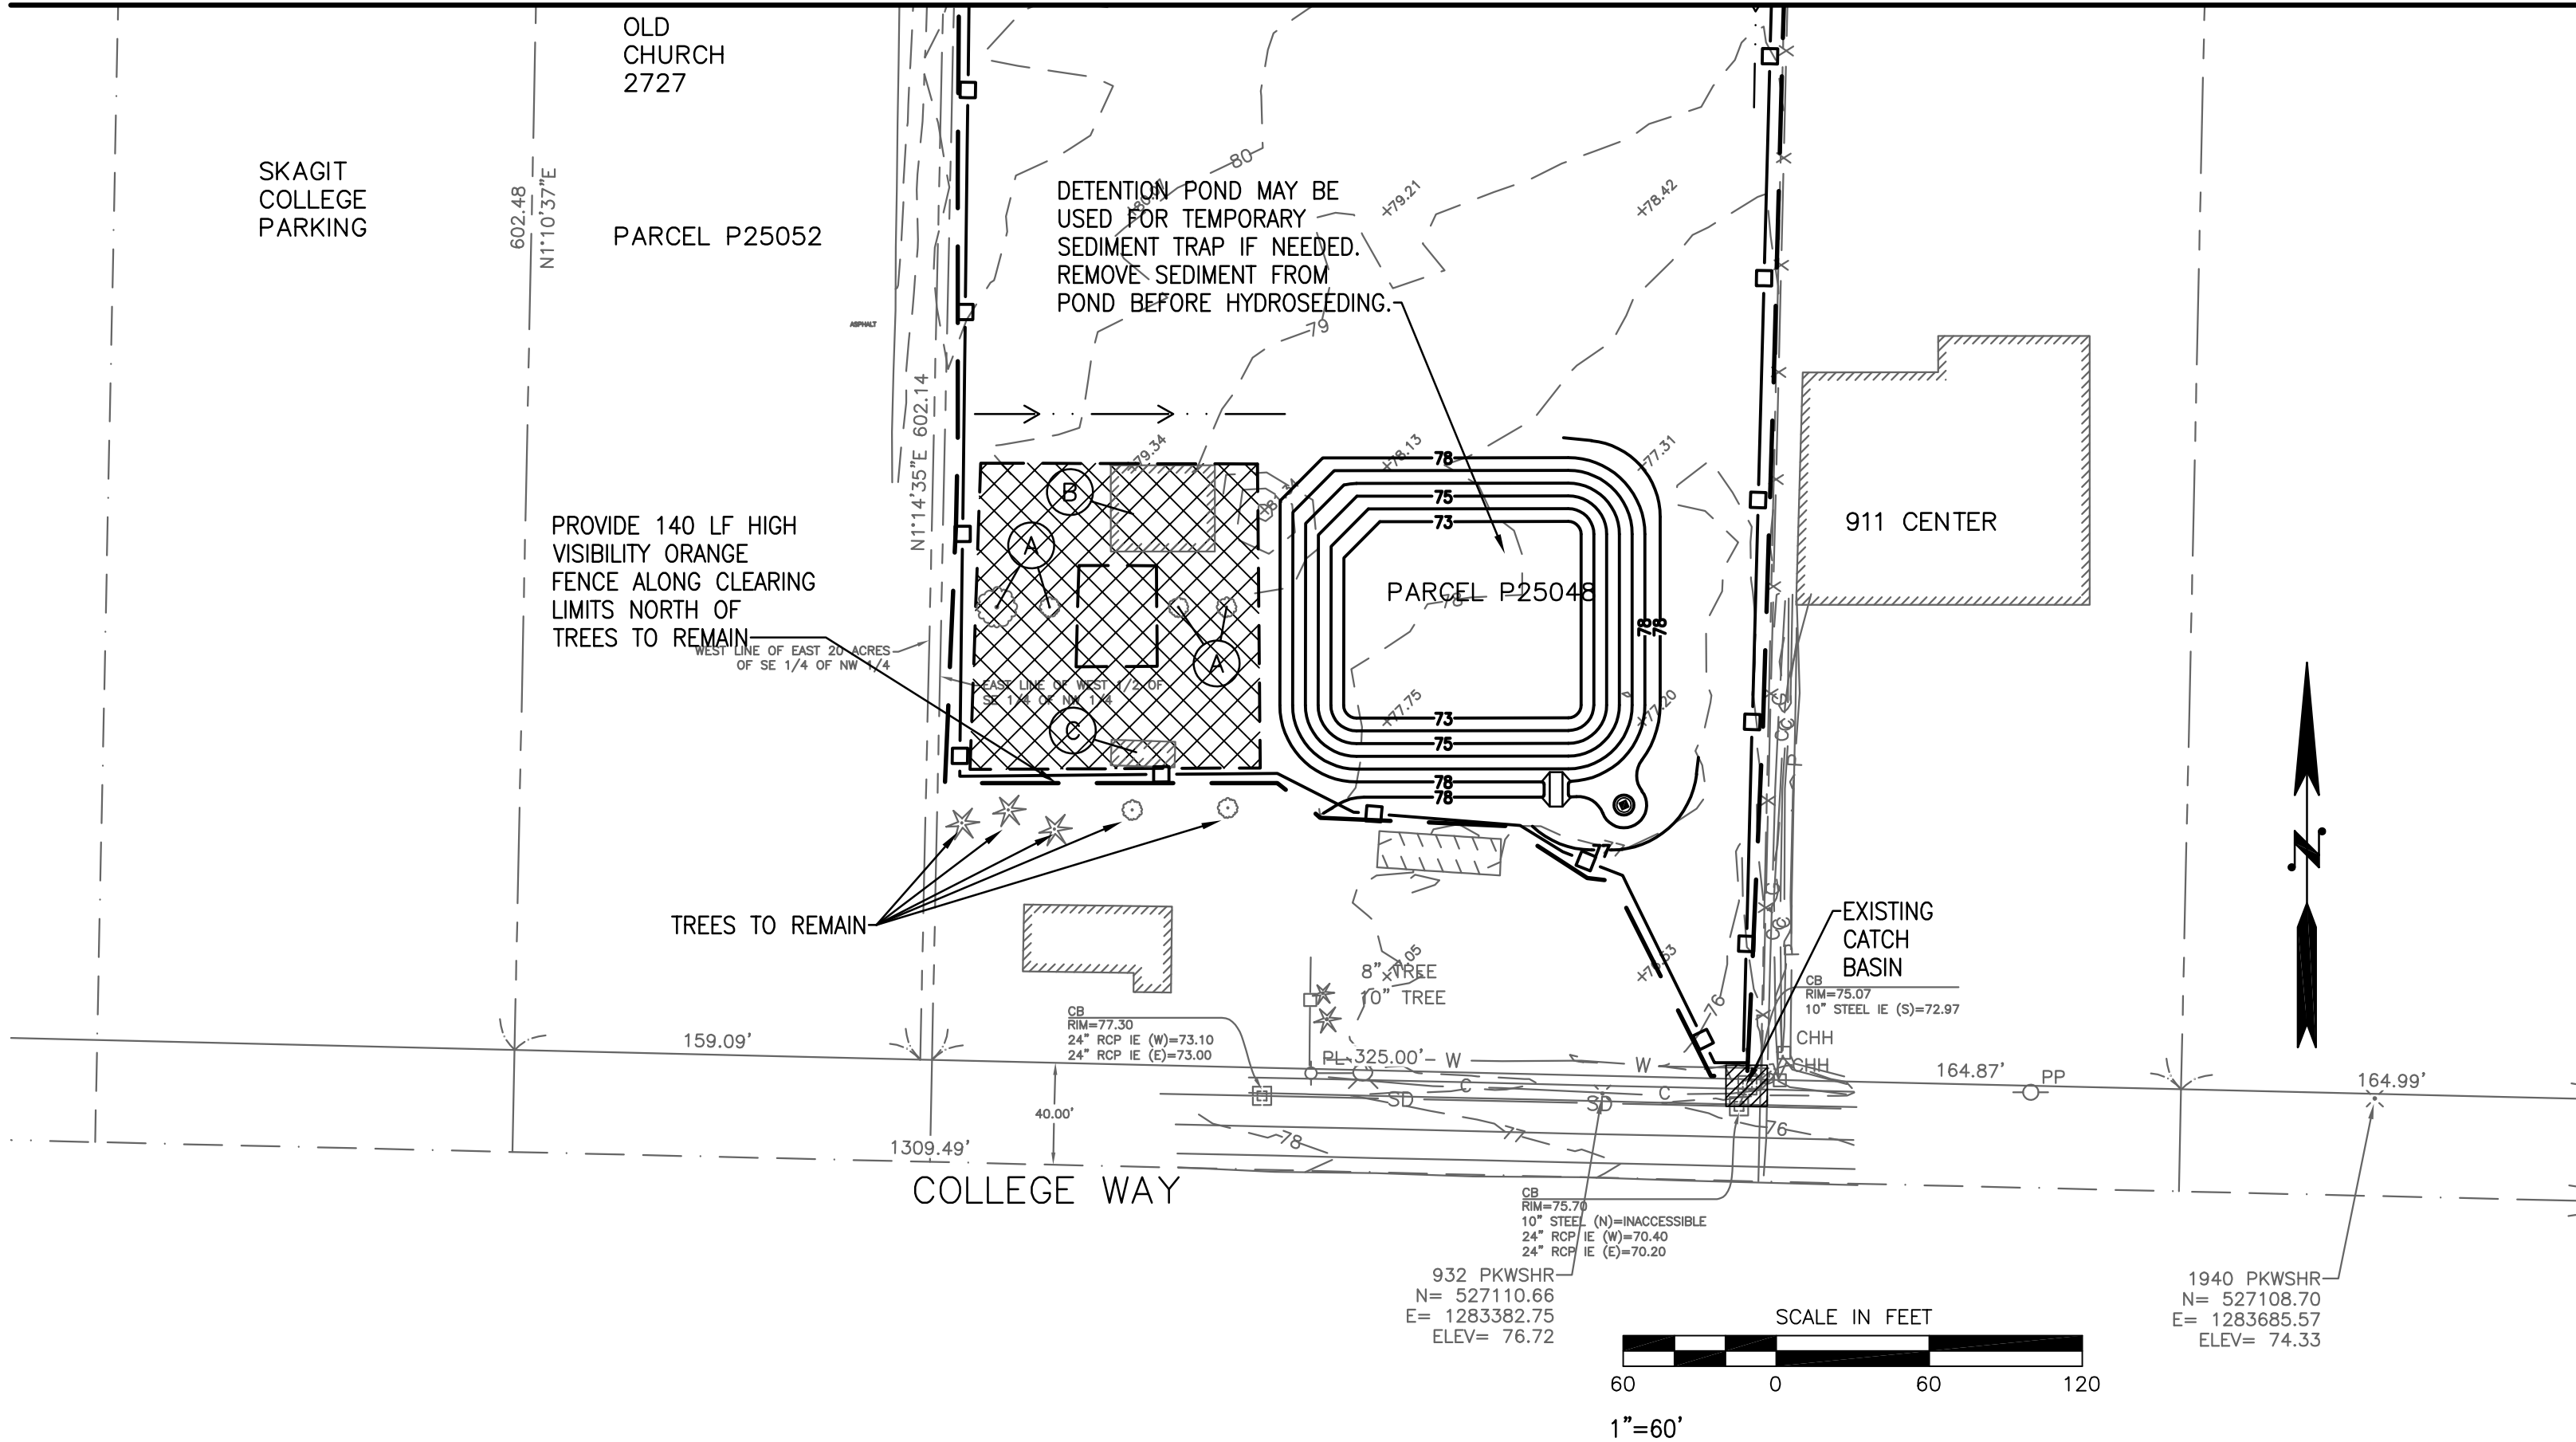 OLD
CHURCH
2727
SKAGIT
COLLEGE
PARKING
602.48
N1°10'37"E
PARCEL P25052
ASPHALT
N1°14'35"E 602.14
80
DETENTION POND MAY BE
USED FOR TEMPORARY
SEDIMENT TRAP IF NEEDED.
REMOVE SEDIMENT FROM
POND BEFORE HYDROSEEDING.
+79.21
+78.42
79
+79.34
+78.13
+77.31
78
75
73
B
A
A
C
PARCEL P25048
78
78
78
911 CENTER
PROVIDE 140 LF HIGH
VISIBILITY ORANGE
FENCE ALONG CLEARING
LIMITS NORTH OF
TREES TO REMAIN
WEST LINE OF EAST 20 ACRES
OF SE 1/4 OF NW 1/4
EAST LINE OF WEST 1/2 OF
SE 1/4 OF NW 1/4
+77.75
+77.20
73
75
78
78
77
77
G
C
P
P
G
C
P
TREES TO REMAIN
EXISTING
CATCH
BASIN
CB
RIM=75.07
10" STEEL IE (S)=72.97
+77.05
8" TREE
10" TREE
76
CB
RIM=77.30
24" RCP IE (W)=73.10
24" RCP IE (E)=73.00
CHH
CHH
159.09'
PL
325.00'
W
W
C
C
SD
SD
164.87'
PP
164.99'
40.00'
1309.49'
78
77
76
COLLEGE WAY
CB
RIM=75.70
10" STEEL (N)=INACCESSIBLE
24" RCP IE (W)=70.40
24" RCP IE (E)=70.20
932 PKWSHR
N= 527110.66
E= 1283382.75
ELEV= 76.72
1940 PKWSHR
N= 527108.70
E= 1283685.57
ELEV= 74.33
N
SCALE IN FEET
60 0 60 120
1"=60'